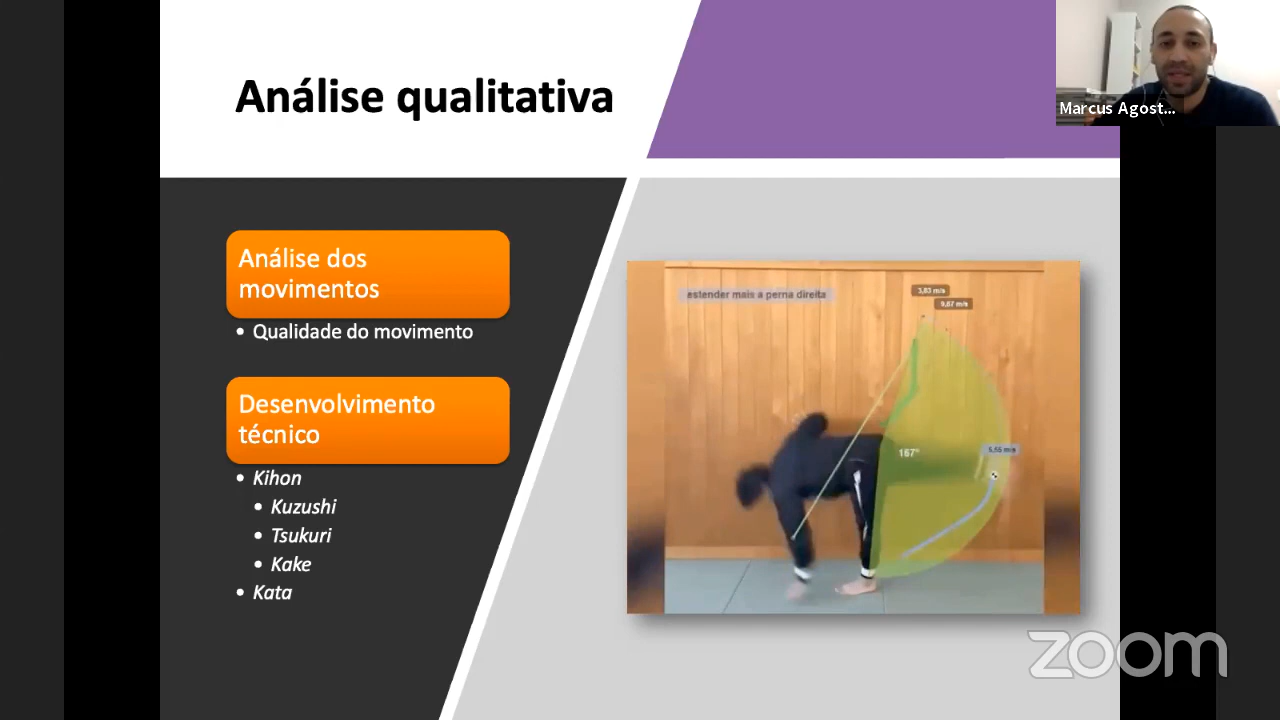 Análise qualitativa
Marcus Agost...
Análise dos
movimentos
• Qualidade do movimento
Desenvolvimento
técnico
• Kihon
• Kuzushi
• Tsukuri
• Kake
• Kata
estender mais a perna direita
3,83 m/s
9,87 m/s
167°
5,55 m/s
zoom